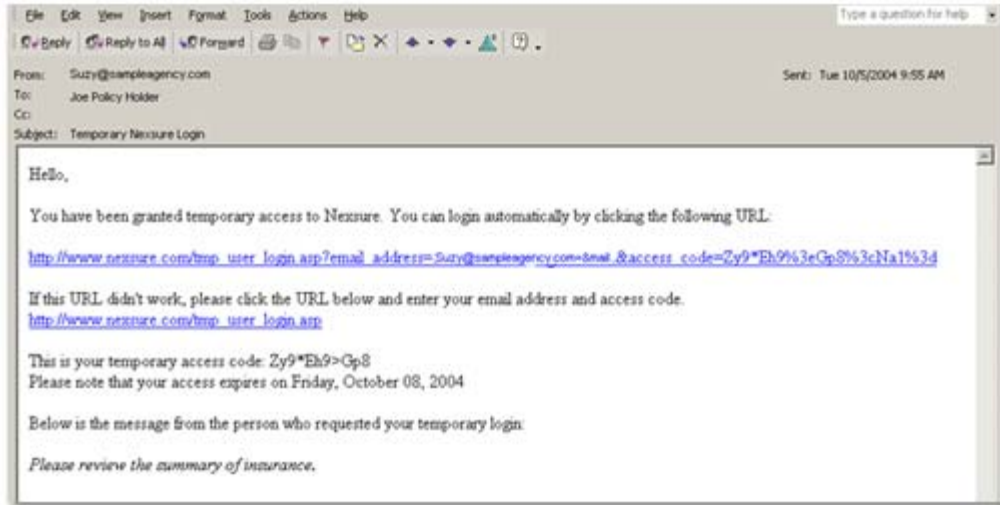 File Edit View Insert Format Tools Actions Help Type a question for help
Reply Reply to All Forward
From: Suzy@sampleagency.com Sent: Tue 10/5/2004 9:55 AM
To: Joe Policy Holder
Cc:
Subject: Temporary Nexsure Login
Hello,
You have been granted temporary access to Nexsure. You can login automatically by clicking the following URL:
http://www.nexsure.com/tmp_user_login.asp?email_address=Suzy@sampleagency.com&access_code=Zy9*Eh9%3eGp8%3cNa1%3d
If this URL didn't work, please click the URL below and enter your email address and access code.
http://www.nexsure.com/tmp_user_login.asp
This is your temporary access code: Zy9*Eh9>Gp8
Please note that your access expires on Friday, October 08, 2004
Below is the message from the person who requested your temporary login:
Please review the summary of insurance.